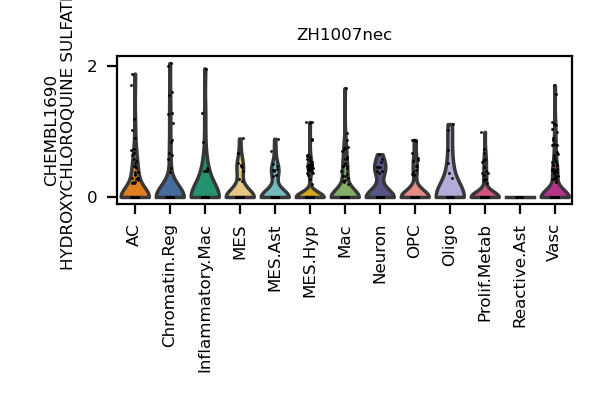 ZH1007nec
CHEMBL1690
HYDROXYCHLOROQUINE SULFAT
2
0
AC
Chromatin.Reg
Inflammatory.Mac
MES
MES.Ast
MES.Hyp
Mac
Neuron
OPC
Oligo
Prolif.Metab
Reactive.Ast
Vasc